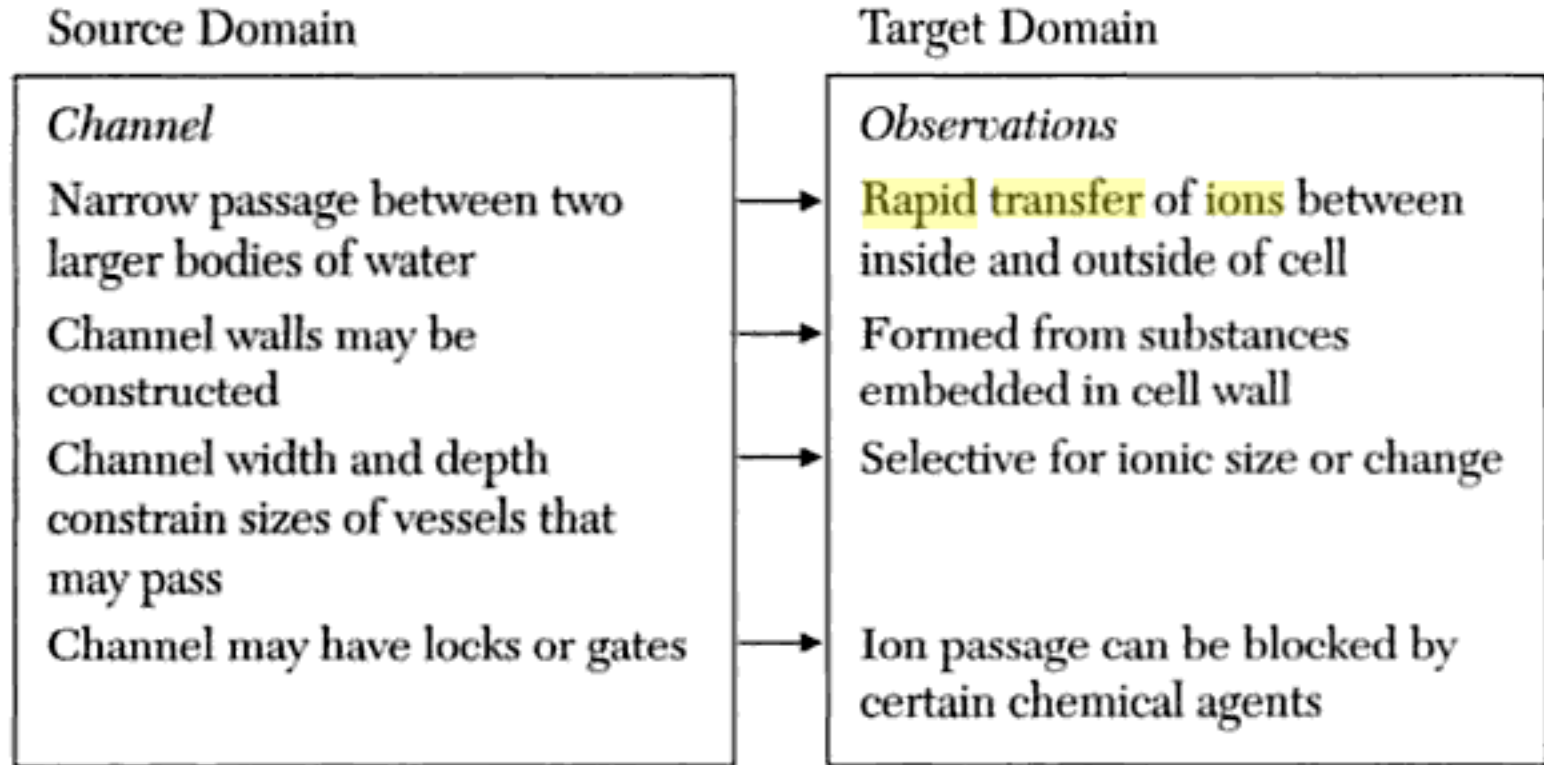 Source Domain
Target Domain
Channel
Narrow passage between two
larger bodies of water
Channel walls may be
constructed
Channel width and depth
constrain sizes of vessels that
may pass
Channel may have locks or gates
Observations
Rapid transfer of ions between
inside and outside of cell
Formed from substances
embedded in cell wall
Selective for ionic size or change
Ion passage can be blocked by
certain chemical agents